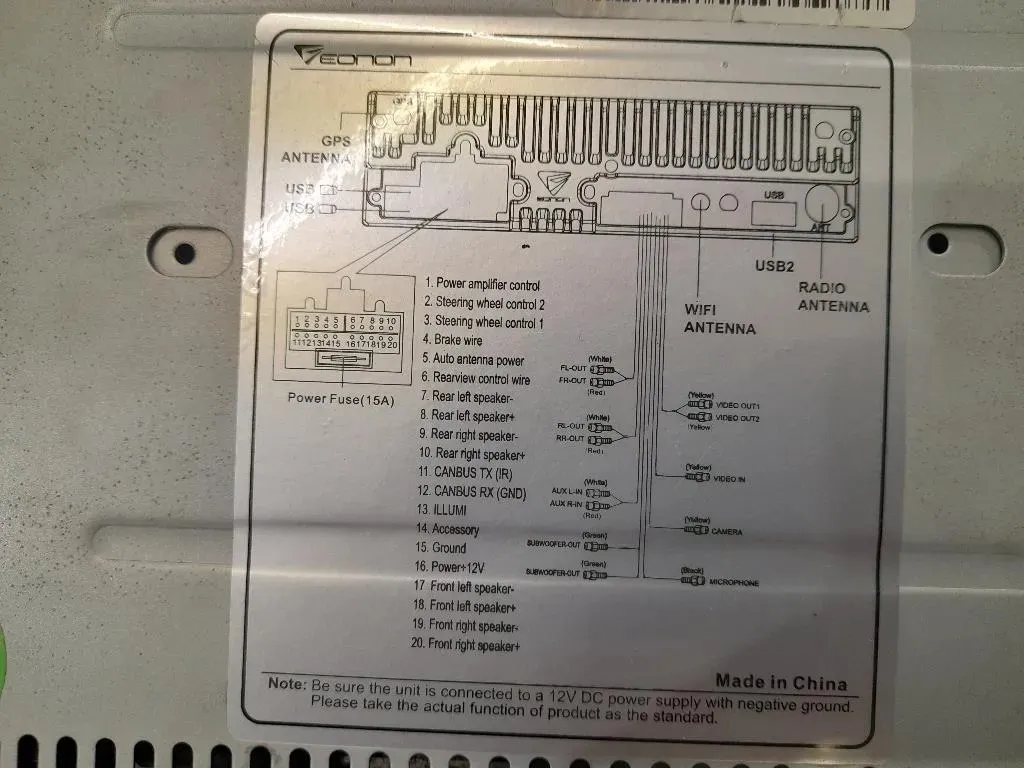 EONON
GPS
ANTENNA
USB
USB
EONON
USB
ANT
USB2
RADIO
ANTENNA
WIFI
ANTENNA
1 2 3 4 5 6 7 8 9 10
11 12 13 14 15 16 17 18 19 20
Power Fuse(15A)
1. Power amplifier control
2. Steering wheel control 2
3. Steering wheel control 1
4. Brake wire
5. Auto antenna power
6. Rearview control wire
7. Rear left speaker-
8. Rear left speaker+
9. Rear right speaker-
10. Rear right speaker+
11. CANBUS TX (IR)
12. CANBUS RX (GND)
13. ILLUMI
14. Accessory
15. Ground
16. Power+12V
17 Front left speaker-
18. Front left speaker+
19. Front right speaker-
20. Front right speaker+
(White)
FL-OUT
FR-OUT
(Red)
(White)
RL-OUT
RR-OUT
(Red)
(White)
AUX L-IN
AUX R-IN
(Red)
(Green)
SUBWOOFER-OUT
(Green)
SUBWOOFER-OUT
(Yellow)
VIDEO OUT1
VIDEO OUT2
(Yellow
(Yellow)
VIDEO IN
(Yellow)
CAMERA
(Black)
MICROPHONE
Made in China
Note: Be sure the unit is connected to a 12V DC power supply with negative ground.
Please take the actual function of product as the standard.